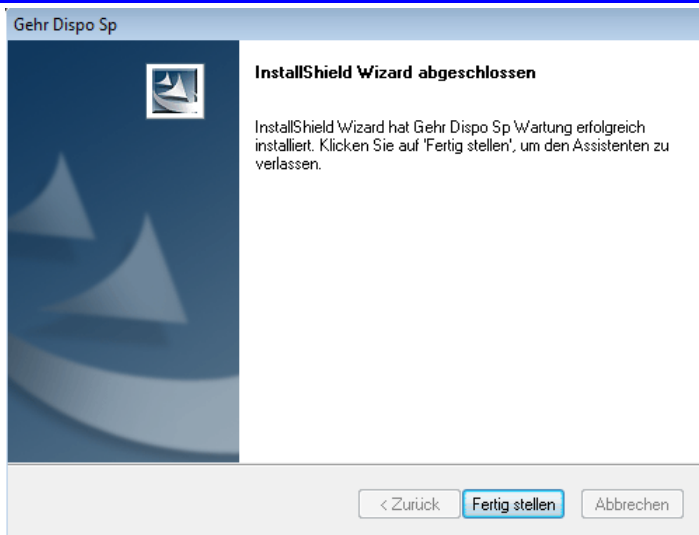 Gehr Dispo Sp
InstallShield Wizard abgeschlossen
InstallShield Wizard hat Gehr Dispo Sp Wartung erfolgreich
installiert. Klicken Sie auf 'Fertig stellen', um den Assistenten zu
verlassen.
< Zurück
Fertig stellen
Abbrechen